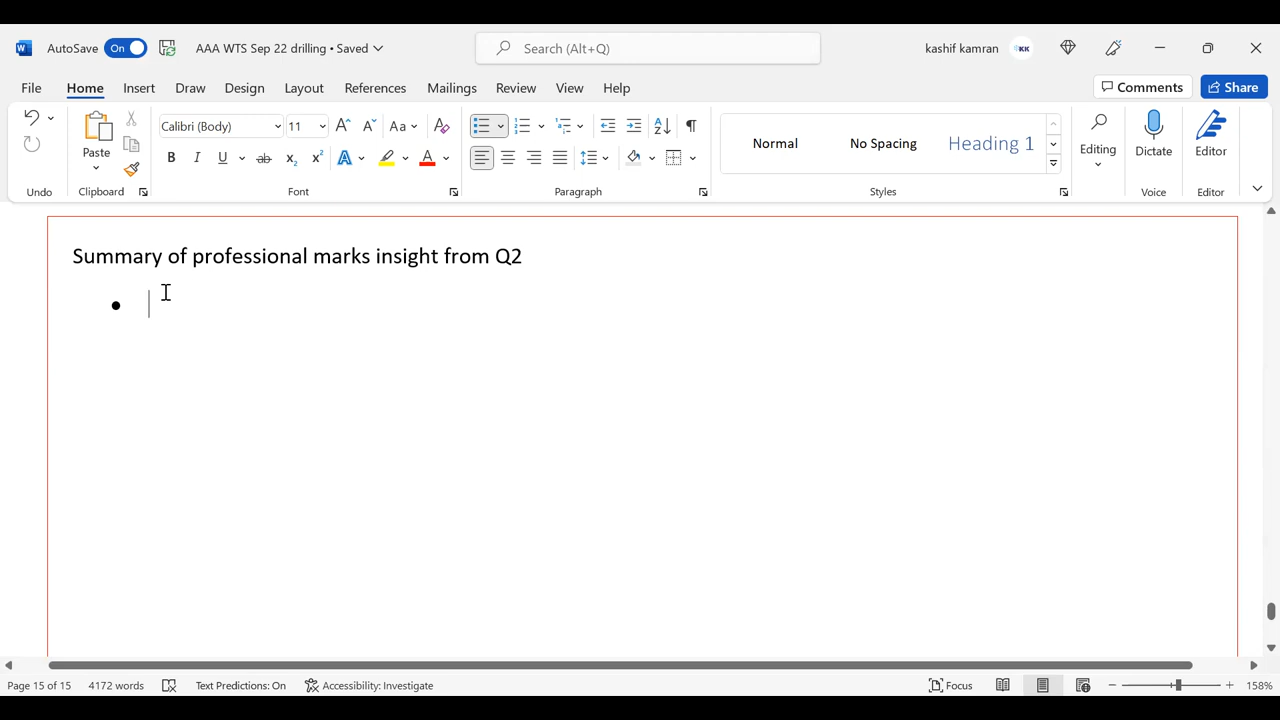 AutoSave On AAA WTS Sep 22 drilling • Saved Search (Alt+Q) kashif kamran KK
File Home Insert Draw Design Layout References Mailings Review View Help Comments Share
Paste Calibri (Body) 11 Aa Normal No Spacing Heading 1 Editing Dictate Editor
Undo Clipboard Font Paragraph Styles Voice Editor
Summary of professional marks insight from Q2
•
Page 15 of 15 4172 words Text Predictions: On Accessibility: Investigate Focus 158%